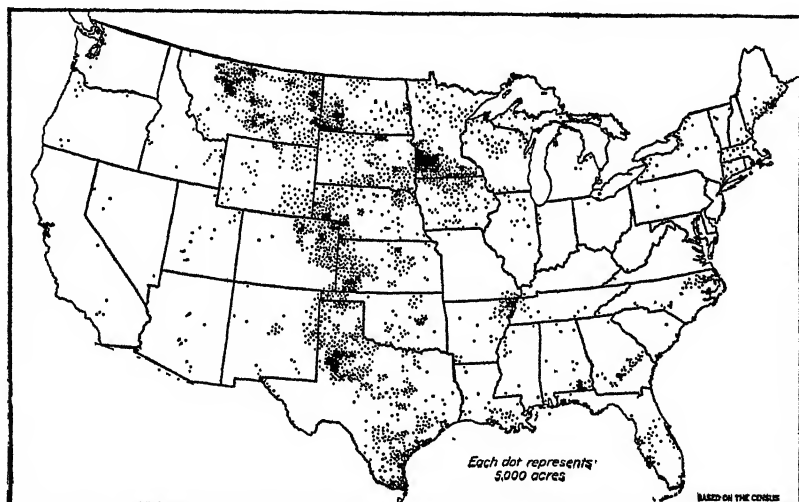 Each dot represents
5,000 acres
BASED ON THE CENSUS